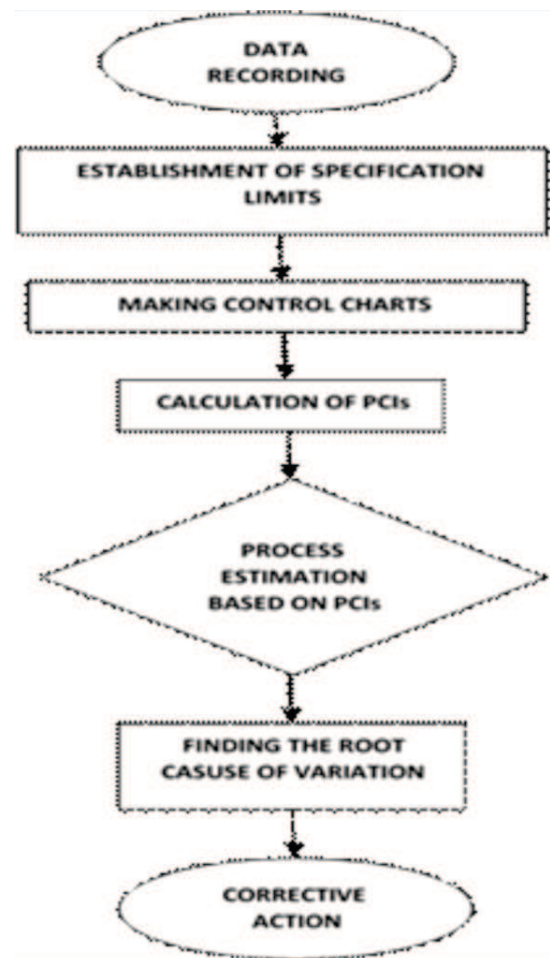 DATA
RECORDING
ESTABLISHMENT OF SPECIFICATION
LIMITS
MAKING CONTROL CHARTS
CALCULATION OF PCIs
PROCESS
ESTIMATION
BASED ON PCIs
FINDING THE ROOT
CASUSE OF VARIATION
CORRECTIVE
ACTION